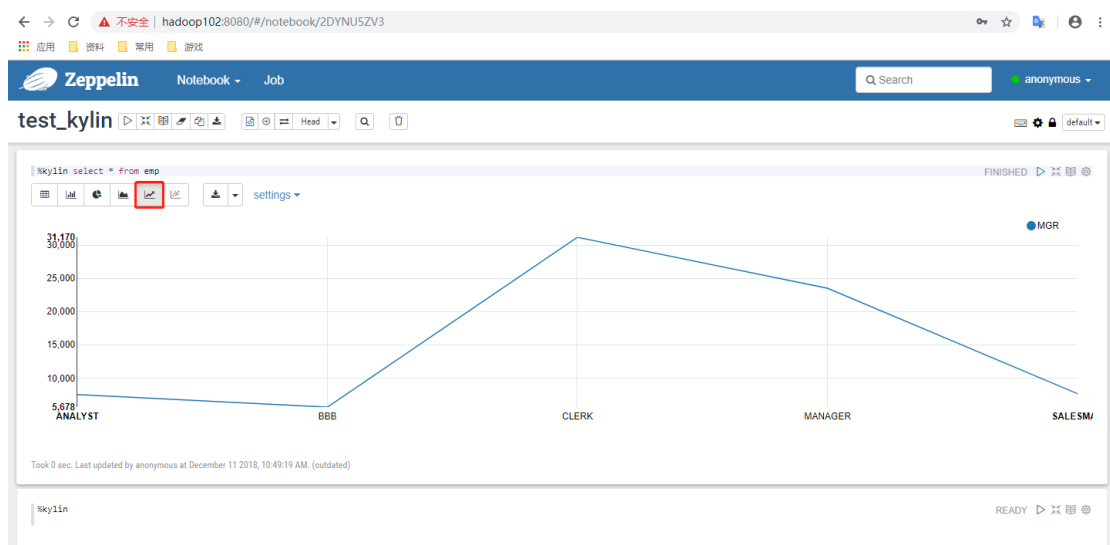 不安全 | hadoop102:8080/#/notebook/2DYNU5ZV3
应用 资料 常用 游戏
Zeppelin Notebook Job Search anonymous
test_kylin Head default
%kylin select * from emp FINISHED
settings
MGR
31,170
30,000
25,000
20,000
15,000
10,000
5,678
ANALYST BBB CLERK MANAGER SALESMA
Took 0 sec. Last updated by anonymous at December 11 2018, 10:49:19 AM. (outdated)
%kylin READY